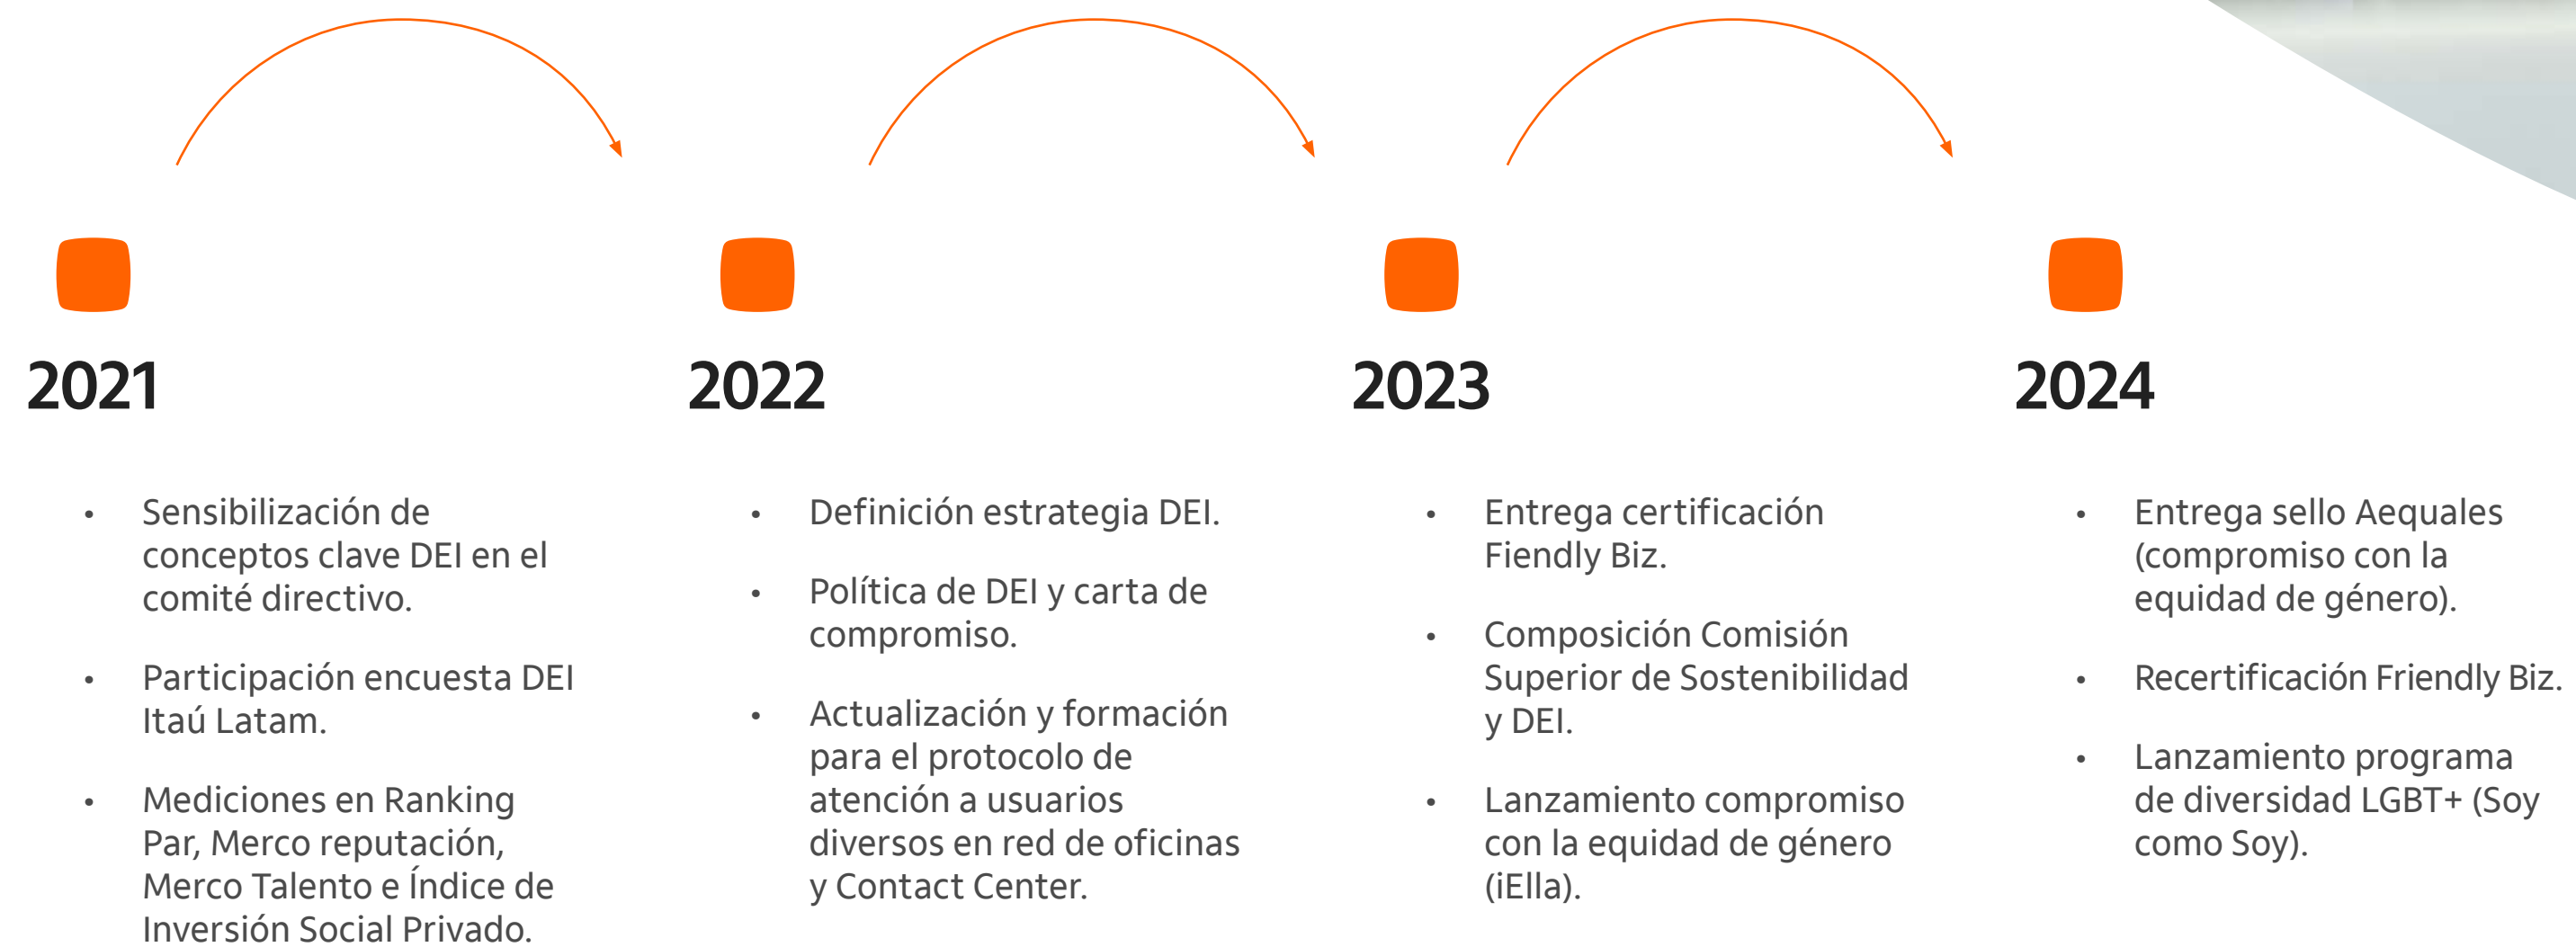 2021
• Sensibilización de
conceptos clave DEI en el
comité directivo.
• Participación encuesta DEI
Itaú Latam.
• Mediciones en Ranking
Par, Merco reputación,
Merco Talento e Índice de
Inversión Social Privado.
2022
• Definición estrategia DEI.
• Política de DEI y carta de
compromiso.
• Actualización y formación
para el protocolo de
atención a usuarios
diversos en red de oficinas
y Contact Center.
2023
• Entrega certificación
Fiendly Biz.
• Composición Comisión
Superior de Sostenibilidad
y DEI.
• Lanzamiento compromiso
con la equidad de género
(iElla).
2024
• Entrega sello Aequales
(compromiso con la
equidad de género).
• Recertificación Friendly Biz.
• Lanzamiento programa
de diversidad LGBT+ (Soy
como Soy).